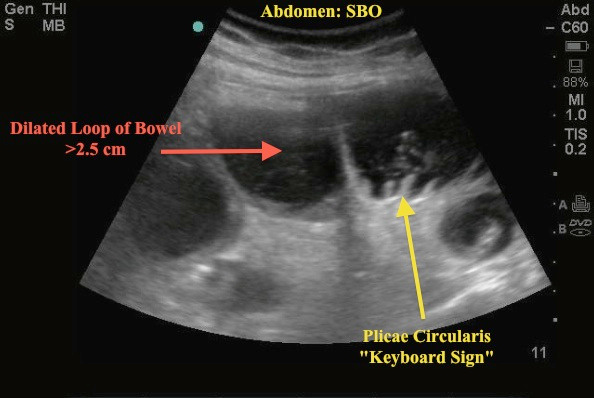 Gen THI
S MB
Abdomen: SBO
Abd
C60
88%
MI
1.0
TIS
0.2
Dilated Loop of Bowel
>2.5 cm
A
B DVD
Plicae Circularis
"Keyboard Sign"
11